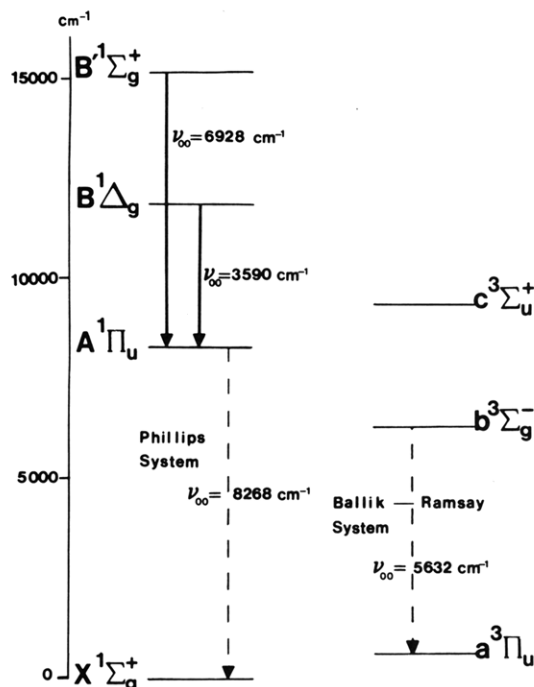 cm⁻¹
B′¹Σg⁺
15000
ν₀₀= 6928 cm⁻¹
B¹Δg
ν₀₀= 3590 cm⁻¹
10000
c³Σu⁺
A¹Πu
b³Σg⁻
Phillips
System
5000
ν₀₀= 8268 cm⁻¹
Ballik — Ramsay
System
ν₀₀= 5632 cm⁻¹
a³Πu
0
X¹Σg⁺